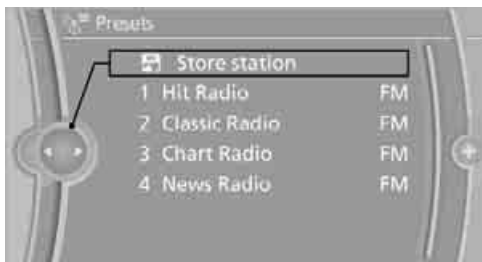 Presets
Store station
1 Hit Radio FM
2 Classic Radio FM
3 Chart Radio FM
4 News Radio FM